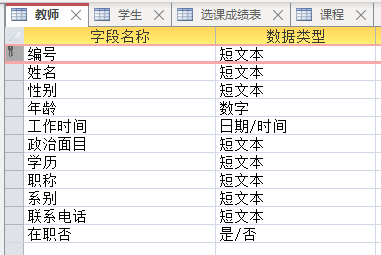 教师 学生 选课成绩表 课程
字段名称 数据类型
编号 短文本
姓名 短文本
性别 短文本
年龄 数字
工作时间 日期/时间
政治面目 短文本
学历 短文本
职称 短文本
系别 短文本
联系电话 短文本
在职否 是/否